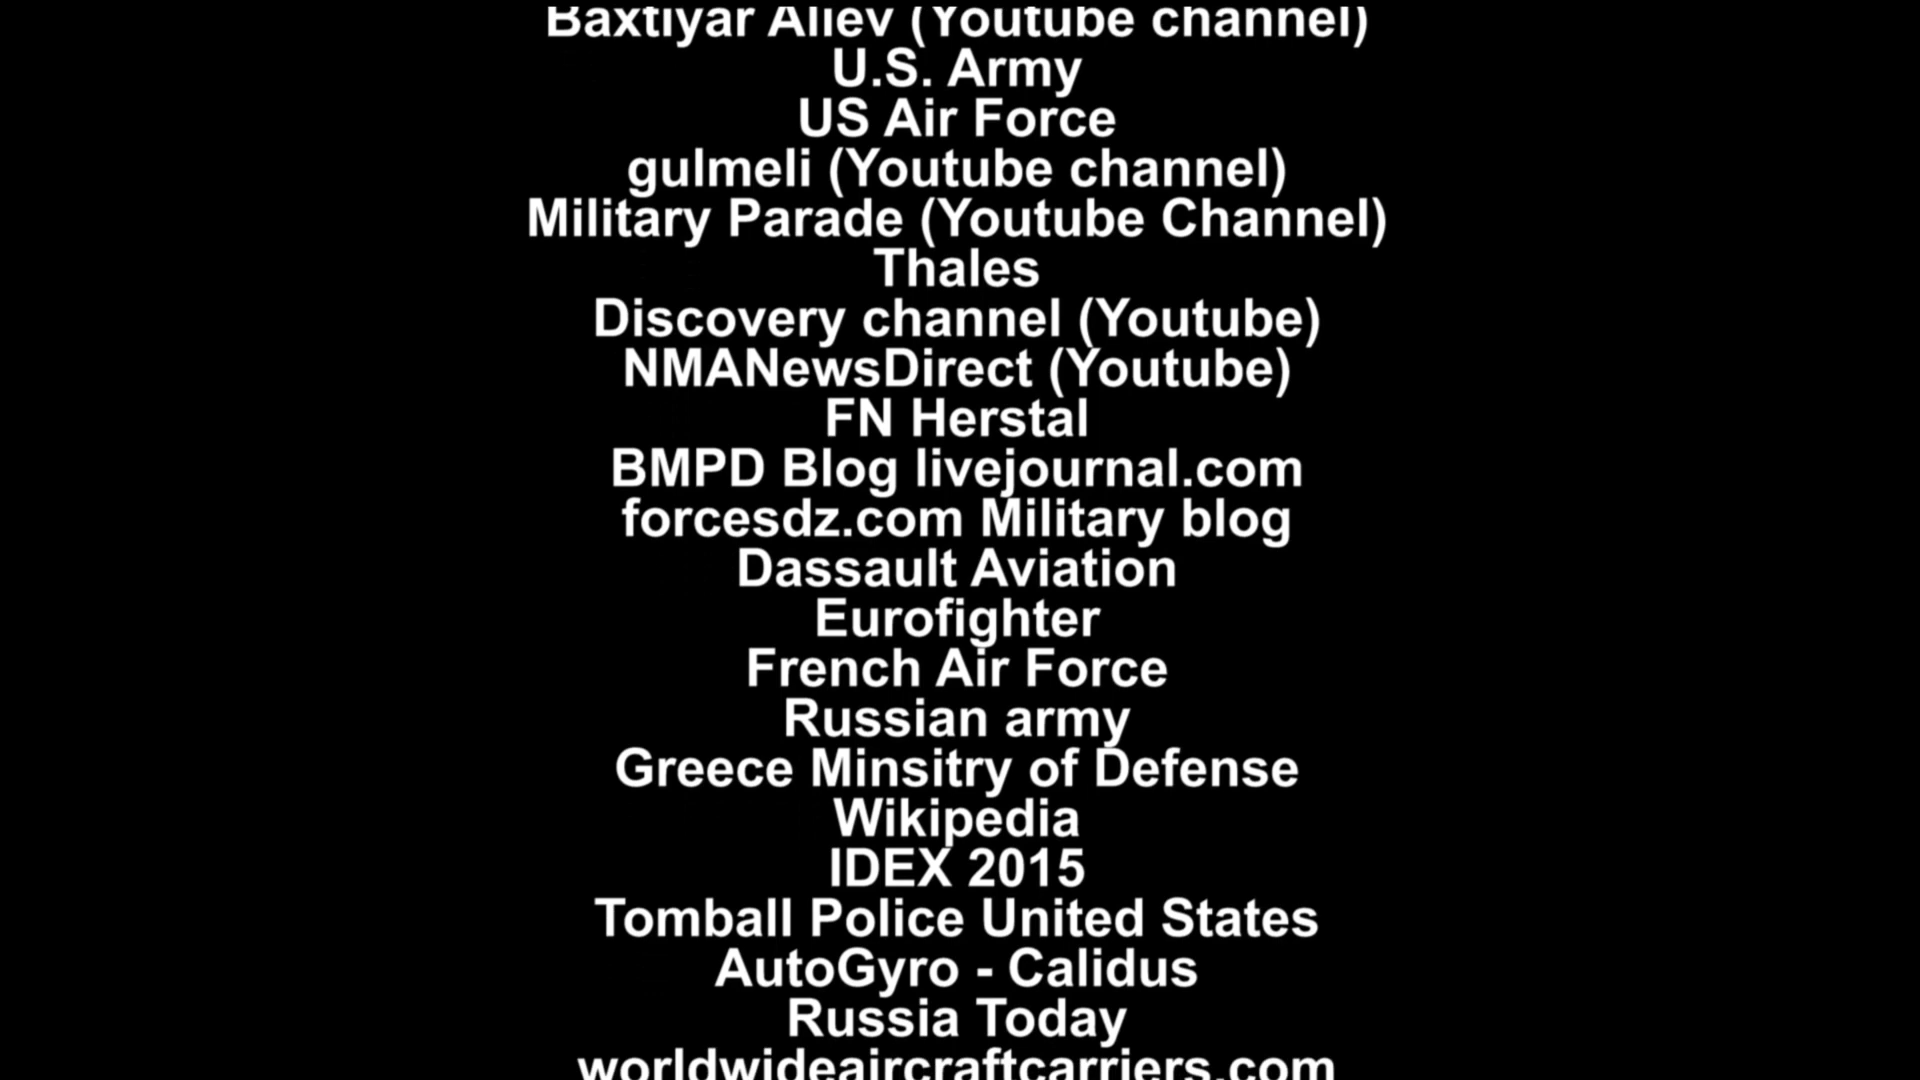 Baxtiyar Aliev (Youtube channel)
U.S. Army
US Air Force
gulmeli (Youtube channel)
Military Parade (Youtube Channel)
Thales
Discovery channel (Youtube)
NMANewsDirect (Youtube)
FN Herstal
BMPD Blog livejournal.com
forcesdz.com Military blog
Dassault Aviation
Eurofighter
French Air Force
Russian army
Greece Minsitry of Defense
Wikipedia
IDEX 2015
Tomball Police United States
AutoGyro - Calidus
Russia Today
worldwideaircraftcarriers.com